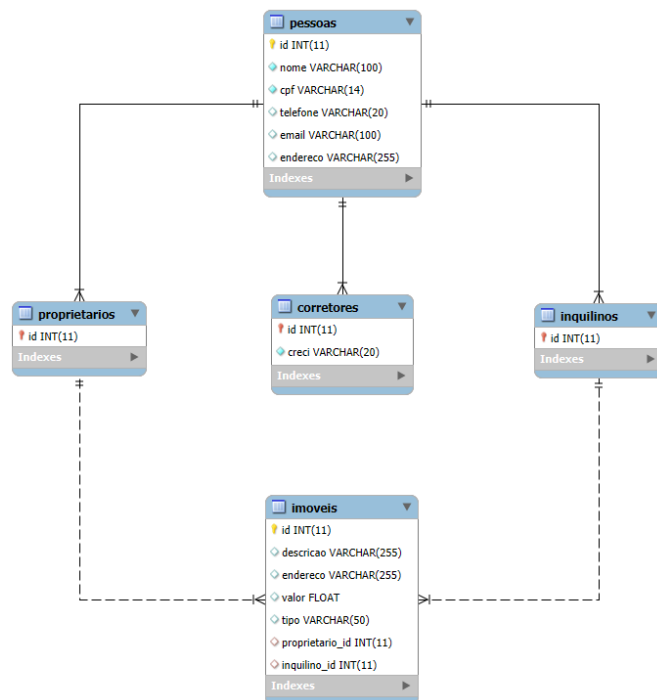 pessoas
id INT(11)
nome VARCHAR(100)
cpf VARCHAR(14)
telefone VARCHAR(20)
email VARCHAR(100)
endereco VARCHAR(255)
Indexes
proprietarios
id INT(11)
Indexes
corretores
id INT(11)
creci VARCHAR(20)
Indexes
inquilinos
id INT(11)
Indexes
imoveis
id INT(11)
descricao VARCHAR(255)
endereco VARCHAR(255)
valor FLOAT
tipo VARCHAR(50)
proprietario_id INT(11)
inquilino_id INT(11)
Indexes